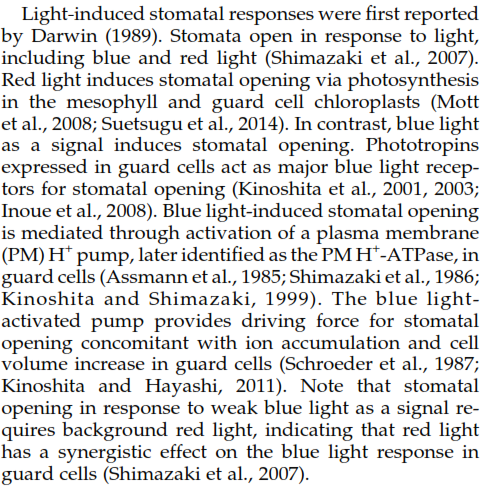 Light-induced stomatal responses were first reported
by Darwin (1989). Stomata open in response to light,
including blue and red light (Shimazaki et al., 2007).
Red light induces stomatal opening via photosynthesis
in the mesophyll and guard cell chloroplasts (Mott
et al., 2008; Suetsugu et al., 2014). In contrast, blue light
as a signal induces stomatal opening. Phototropins
expressed in guard cells act as major blue light recep-
tors for stomatal opening (Kinoshita et al., 2001, 2003;
Inoue et al., 2008). Blue light-induced stomatal opening
is mediated through activation of a plasma membrane
(PM) H⁺ pump, later identified as the PM H⁺-ATPase, in
guard cells (Assmann et al., 1985; Shimazaki et al., 1986;
Kinoshita and Shimazaki, 1999). The blue light-
activated pump provides driving force for stomatal
opening concomitant with ion accumulation and cell
volume increase in guard cells (Schroeder et al., 1987;
Kinoshita and Hayashi, 2011). Note that stomatal
opening in response to weak blue light as a signal re-
quires background red light, indicating that red light
has a synergistic effect on the blue light response in
guard cells (Shimazaki et al., 2007).